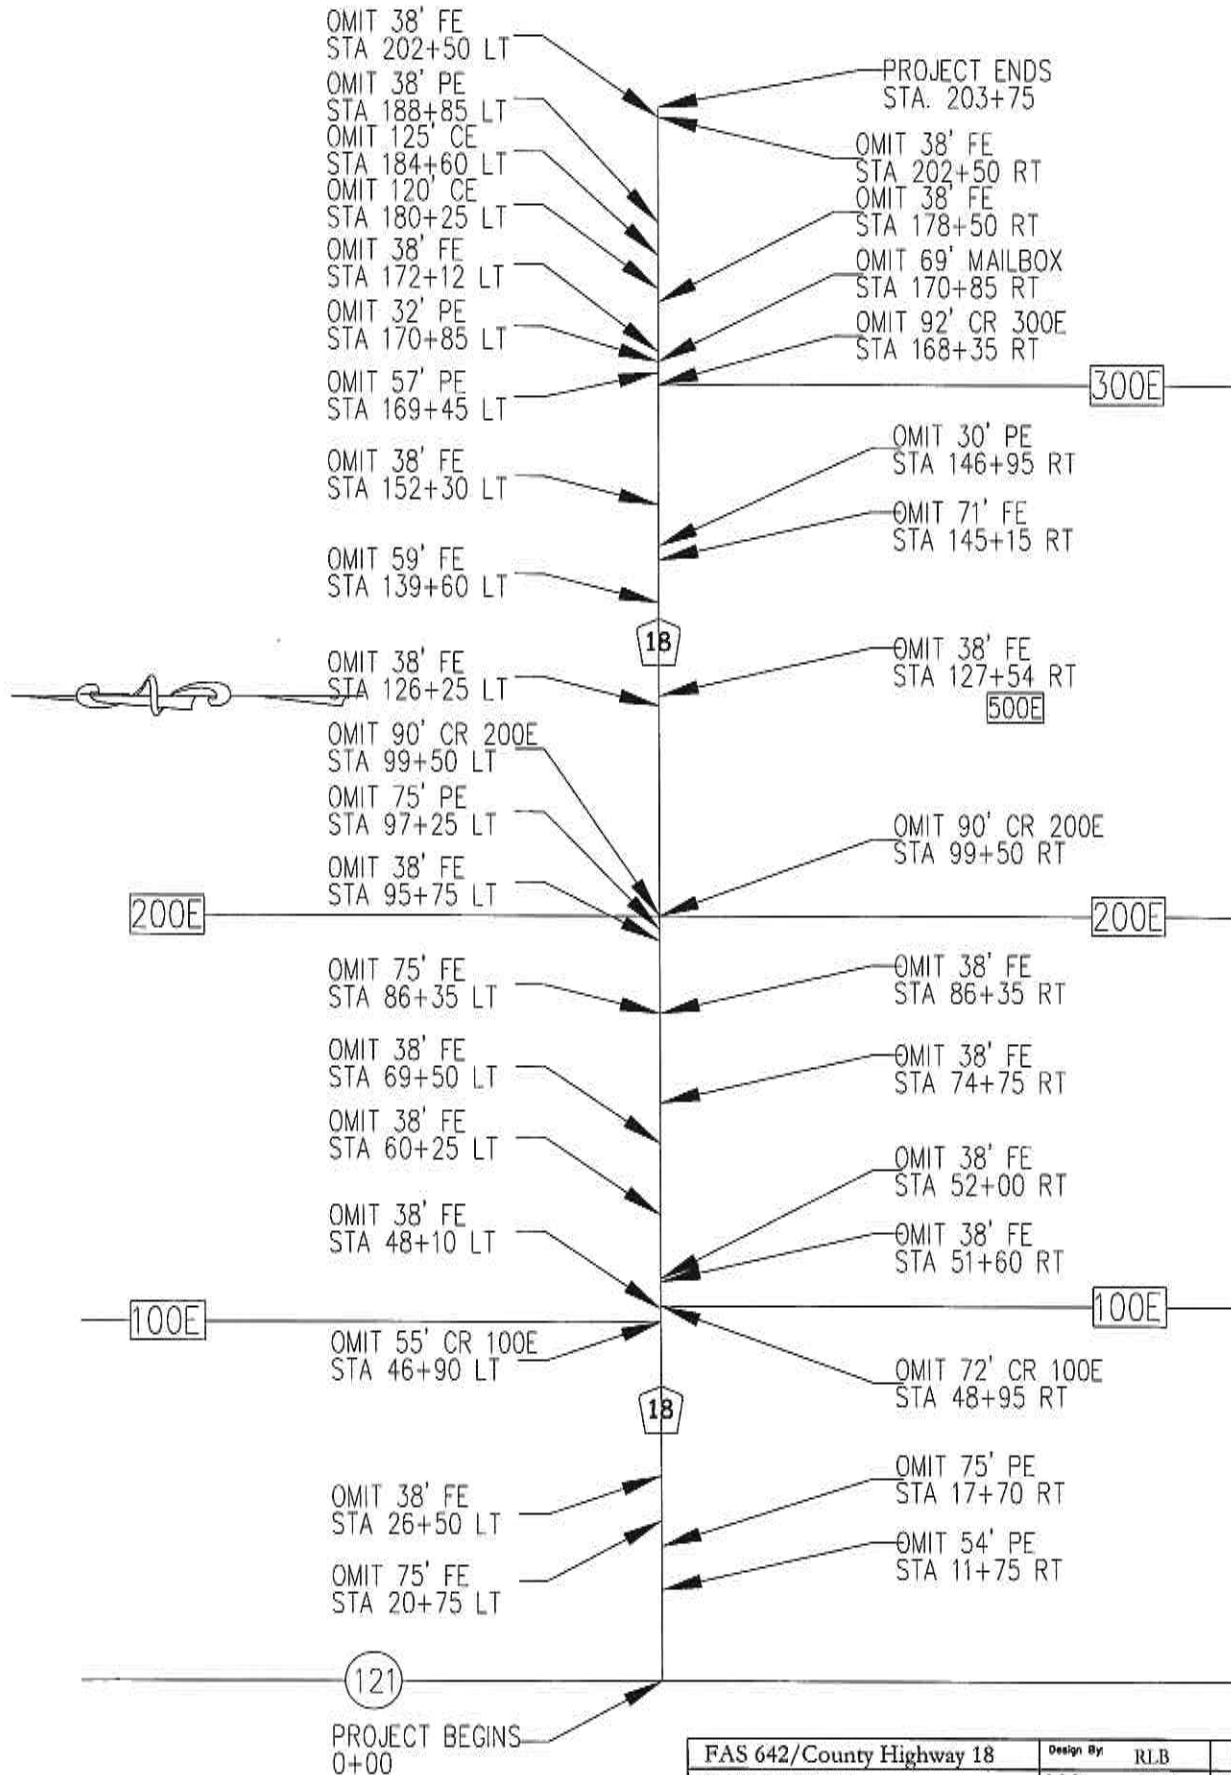 OMIT 38' FE
STA 202+50 LT
OMIT 38' PE
STA 188+85 LT
OMIT 125' CE
STA 184+60 LT
OMIT 120' CE
STA 180+25 LT
OMIT 38' FE
STA 172+12 LT
OMIT 32' PE
STA 170+85 LT
OMIT 57' PE
STA 169+45 LT
OMIT 38' FE
STA 152+30 LT
OMIT 59' FE
STA 139+60 LT
OMIT 38' FE
STA 126+25 LT
OMIT 90' CR 200E
STA 99+50 LT
OMIT 75' PE
STA 97+25 LT
OMIT 38' FE
STA 95+75 LT
200E
OMIT 75' FE
STA 86+35 LT
OMIT 38' FE
STA 69+50 LT
OMIT 38' FE
STA 60+25 LT
OMIT 38' FE
STA 48+10 LT
100E
OMIT 55' CR 100E
STA 46+90 LT
OMIT 38' FE
STA 26+50 LT
OMIT 75' FE
STA 20+75 LT
121
PROJECT BEGINS
0+00
18
18
PROJECT ENDS
STA. 203+75
OMIT 38' FE
STA 202+50 RT
OMIT 38' FE
STA 178+50 RT
OMIT 69' MAILBOX
STA 170+85 RT
OMIT 92' CR 300E
STA 168+35 RT
300E
OMIT 30' PE
STA 146+95 RT
OMIT 71' FE
STA 145+15 RT
OMIT 38' FE
STA 127+54 RT
500E
OMIT 90' CR 200E
STA 99+50 RT
200E
OMIT 38' FE
STA 86+35 RT
OMIT 38' FE
STA 74+75 RT
OMIT 38' FE
STA 52+00 RT
OMIT 38' FE
STA 51+60 RT
100E
OMIT 72' CR 100E
STA 48+95 RT
OMIT 75' PE
STA 17+70 RT
OMIT 54' PE
STA 11+75 RT
FAS 642/County Highway 18
Design By: RLB